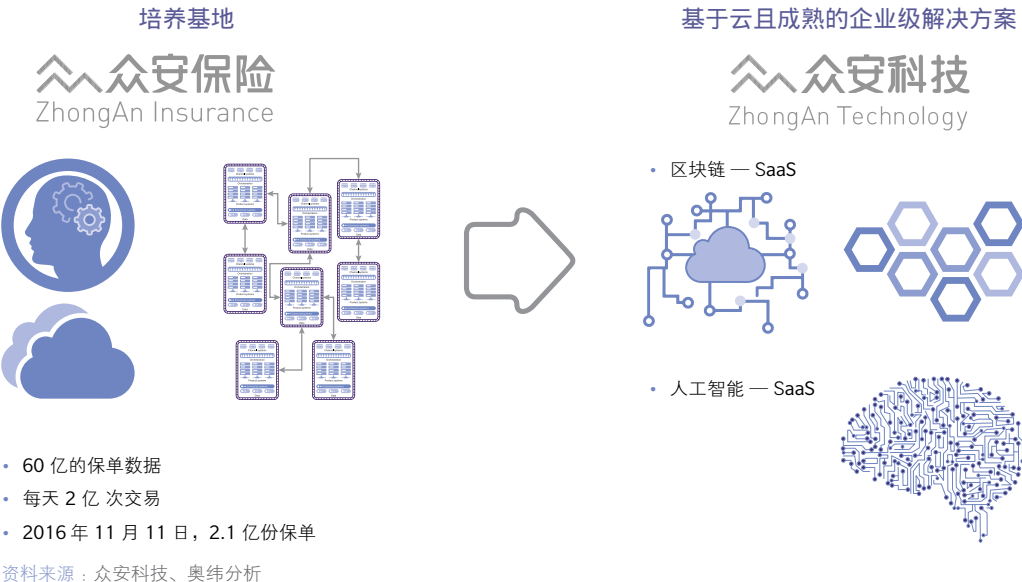 培养基地
众安保险
ZhongAn Insurance
60 亿的保单数据
每天 2 亿 次交易
2016 年 11 月 11 日，2.1 亿份保单
基于云且成熟的企业级解决方案
众安科技
ZhongAn Technology
区块链 — SaaS
人工智能 — SaaS
资料来源：众安科技、奥纬分析